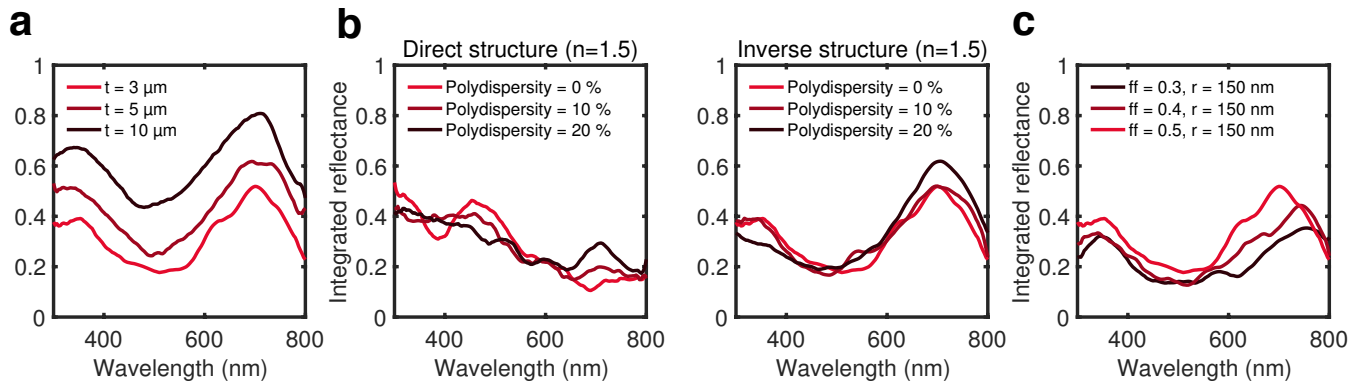 a
1
0.8
0.6
0.4
0.2
0
t = 3 µm
t = 5 µm
t = 10 µm
400 600 800
Wavelength (nm)
b
Direct structure (n=1.5)
Integrated reflectance
1
0.8
0.6
0.4
0.2
0
Polydispersity = 0 %
Polydispersity = 10 %
Polydispersity = 20 %
400 600 800
Wavelength (nm)
Inverse structure (n=1.5)
1
0.8
0.6
0.4
0.2
0
Polydispersity = 0 %
Polydispersity = 10 %
Polydispersity = 20 %
400 600 800
Wavelength (nm)
c
Integrated reflectance
1
0.8
0.6
0.4
0.2
0
ff = 0.3, r = 150 nm
ff = 0.4, r = 150 nm
ff = 0.5, r = 150 nm
400 600 800
Wavelength (nm)